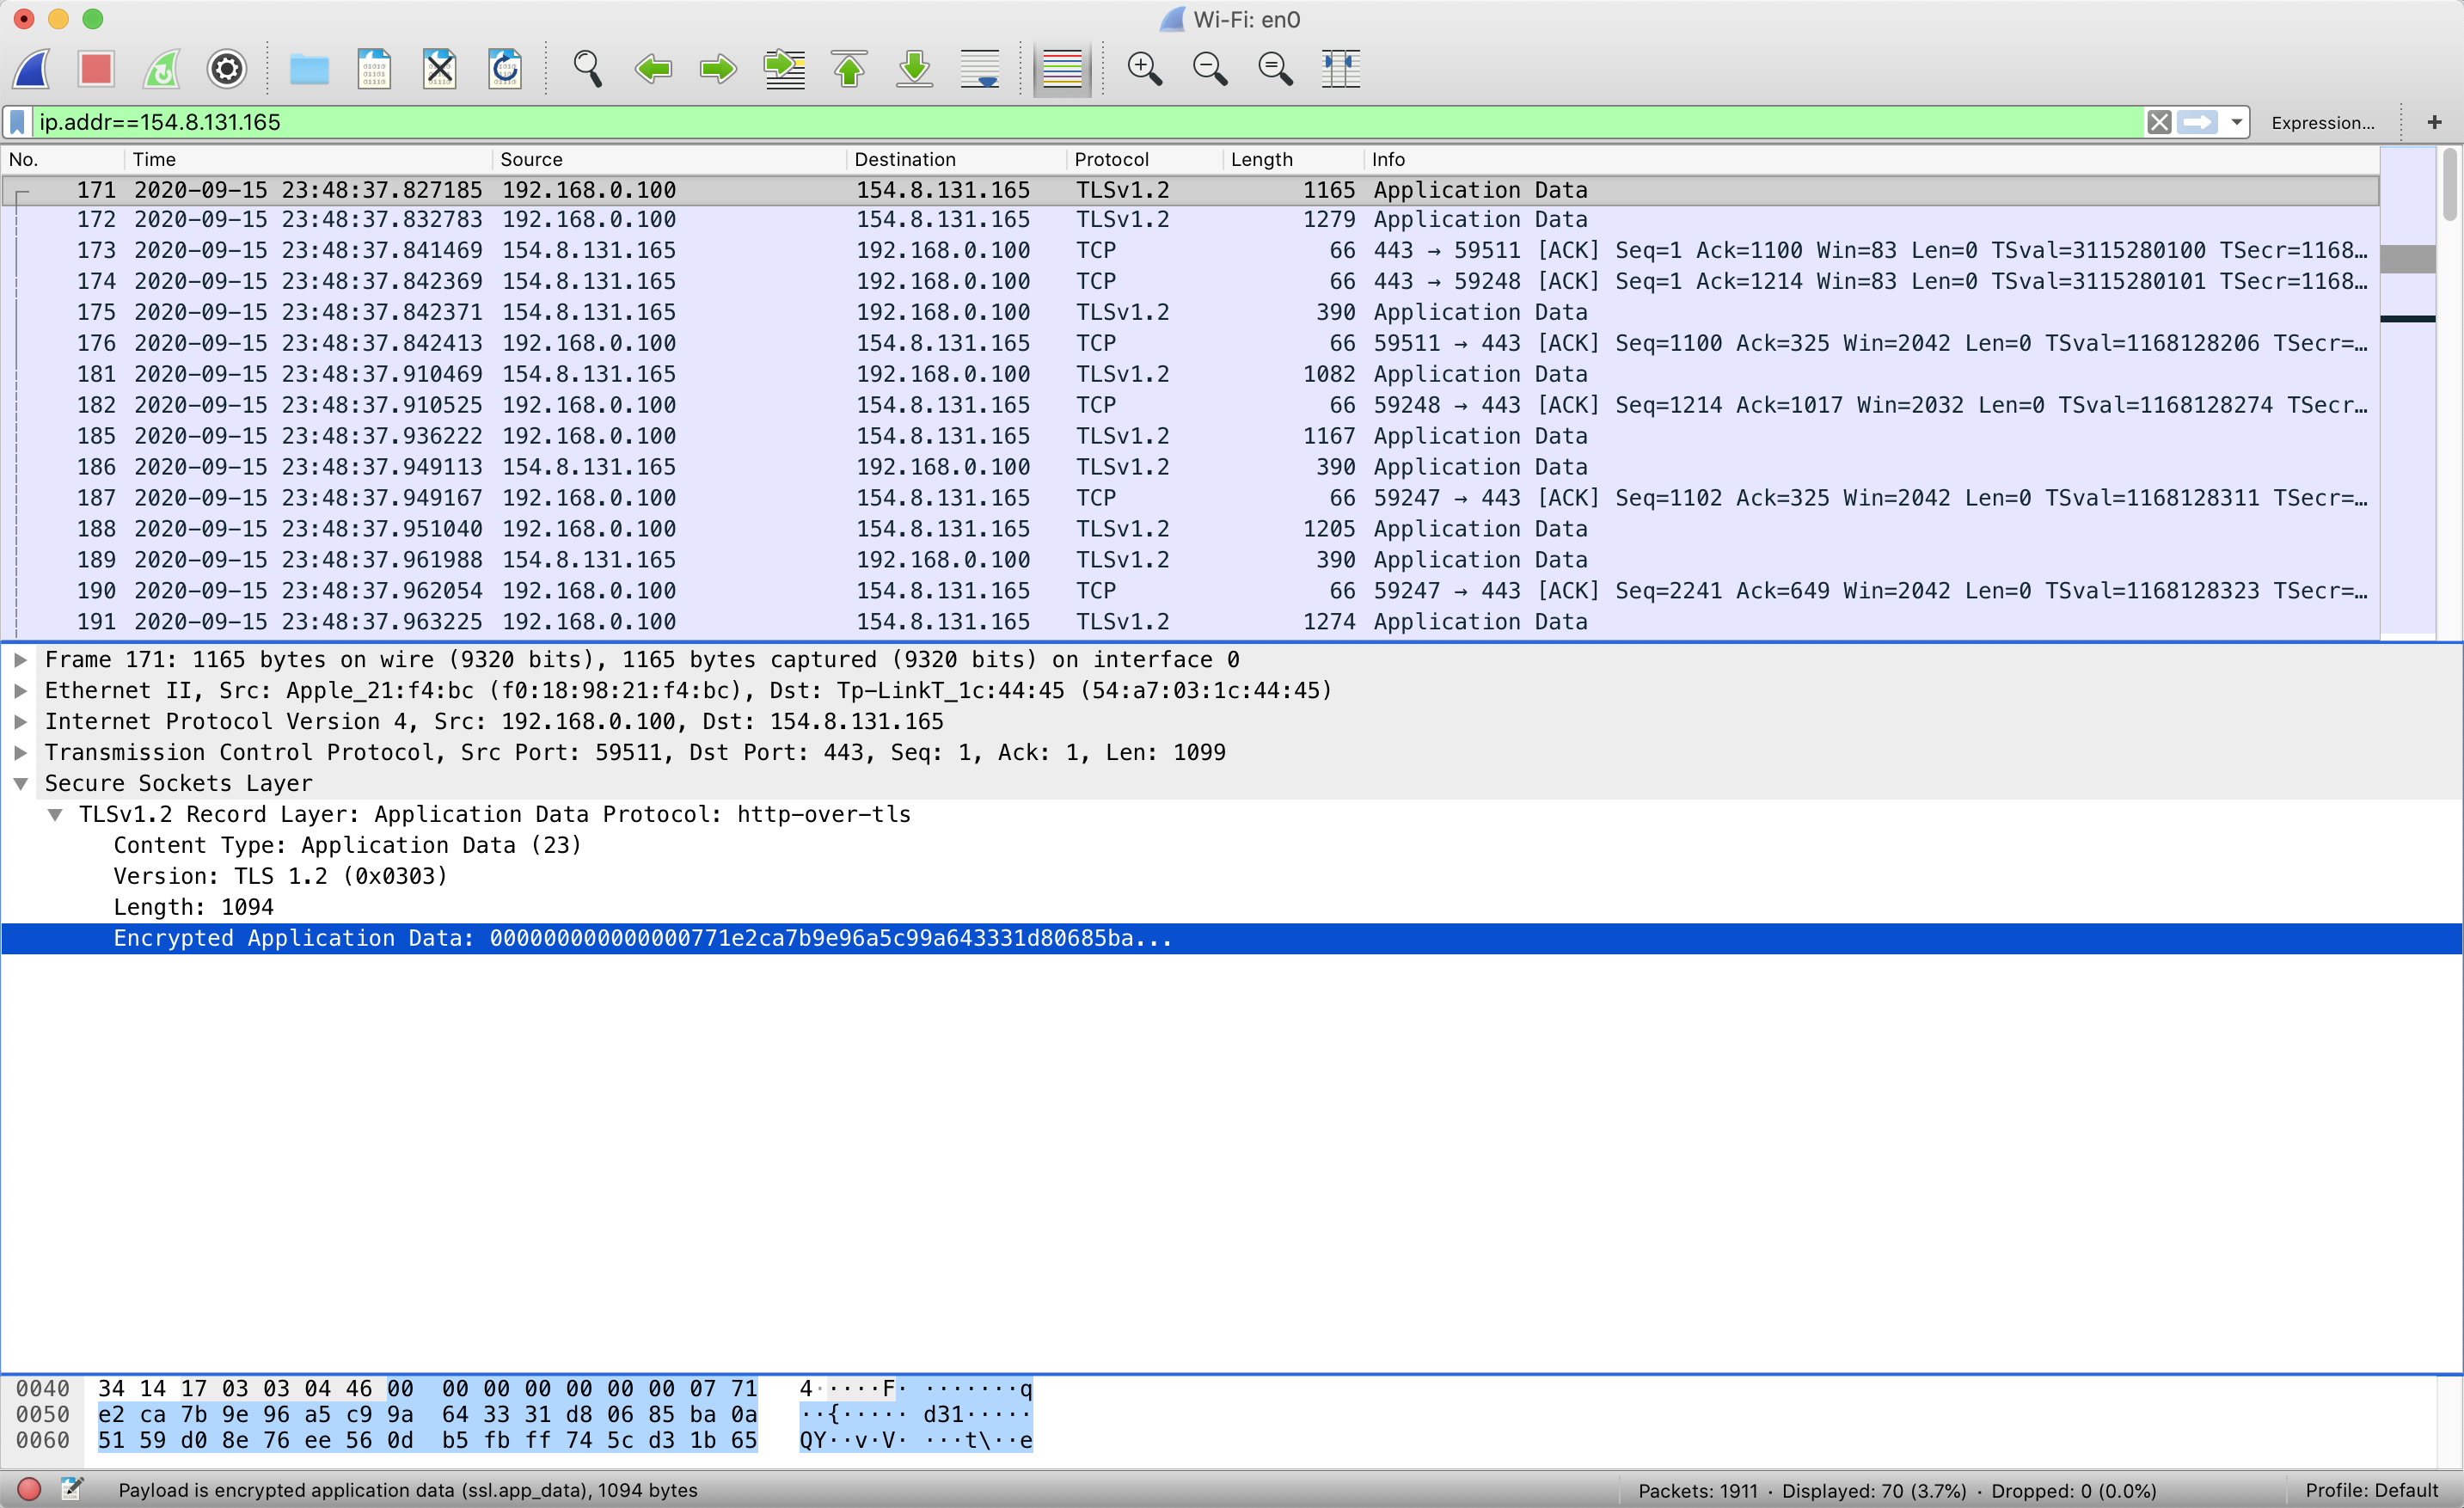 Wi-Fi: en0
ip.addr==154.8.131.165 Expression... +
No. Time Source Destination Protocol Length Info
171 2020-09-15 23:48:37.827185 192.168.0.100 154.8.131.165 TLSv1.2 1165 Application Data
172 2020-09-15 23:48:37.832783 192.168.0.100 154.8.131.165 TLSv1.2 1279 Application Data
173 2020-09-15 23:48:37.841469 154.8.131.165 192.168.0.100 TCP 66 443 → 59511 [ACK] Seq=1 Ack=1100 Win=83 Len=0 TSval=3115280100 TSecr=1168…
174 2020-09-15 23:48:37.842369 154.8.131.165 192.168.0.100 TCP 66 443 → 59248 [ACK] Seq=1 Ack=1214 Win=83 Len=0 TSval=3115280101 TSecr=1168…
175 2020-09-15 23:48:37.842371 154.8.131.165 192.168.0.100 TLSv1.2 390 Application Data
176 2020-09-15 23:48:37.842413 192.168.0.100 154.8.131.165 TCP 66 59511 → 443 [ACK] Seq=1100 Ack=325 Win=2042 Len=0 TSval=1168128206 TSecr=…
181 2020-09-15 23:48:37.910469 154.8.131.165 192.168.0.100 TLSv1.2 1082 Application Data
182 2020-09-15 23:48:37.910525 192.168.0.100 154.8.131.165 TCP 66 59248 → 443 [ACK] Seq=1214 Ack=1017 Win=2032 Len=0 TSval=1168128274 TSecr…
185 2020-09-15 23:48:37.936222 192.168.0.100 154.8.131.165 TLSv1.2 1167 Application Data
186 2020-09-15 23:48:37.949113 154.8.131.165 192.168.0.100 TLSv1.2 390 Application Data
187 2020-09-15 23:48:37.949167 192.168.0.100 154.8.131.165 TCP 66 59247 → 443 [ACK] Seq=1102 Ack=325 Win=2042 Len=0 TSval=1168128311 TSecr=…
188 2020-09-15 23:48:37.951040 192.168.0.100 154.8.131.165 TLSv1.2 1205 Application Data
189 2020-09-15 23:48:37.961988 154.8.131.165 192.168.0.100 TLSv1.2 390 Application Data
190 2020-09-15 23:48:37.962054 192.168.0.100 154.8.131.165 TCP 66 59247 → 443 [ACK] Seq=2241 Ack=649 Win=2042 Len=0 TSval=1168128323 TSecr=…
191 2020-09-15 23:48:37.963225 192.168.0.100 154.8.131.165 TLSv1.2 1274 Application Data
Frame 171: 1165 bytes on wire (9320 bits), 1165 bytes captured (9320 bits) on interface 0
Ethernet II, Src: Apple_21:f4:bc (f0:18:98:21:f4:bc), Dst: Tp-LinkT_1c:44:45 (54:a7:03:1c:44:45)
Internet Protocol Version 4, Src: 192.168.0.100, Dst: 154.8.131.165
Transmission Control Protocol, Src Port: 59511, Dst Port: 443, Seq: 1, Ack: 1, Len: 1099
Secure Sockets Layer
TLSv1.2 Record Layer: Application Data Protocol: http-over-tls
Content Type: Application Data (23)
Version: TLS 1.2 (0x0303)
Length: 1094
Encrypted Application Data: 000000000000000771e2ca7b9e96a5c99a643331d80685ba...
0040 34 14 17 03 03 04 46 00 00 00 00 00 00 00 07 71 4·····F· ·······q
0050 e2 ca 7b 9e 96 a5 c9 9a 64 33 31 d8 06 85 ba 0a ··{····· d31·····
0060 51 59 d0 8e 76 ee 56 0d b5 fb ff 74 5c d3 1b 65 QY··v·V· ···t\··e
Payload is encrypted application data (ssl.app_data), 1094 bytes Packets: 1911 · Displayed: 70 (3.7%) · Dropped: 0 (0.0%) Profile: Default